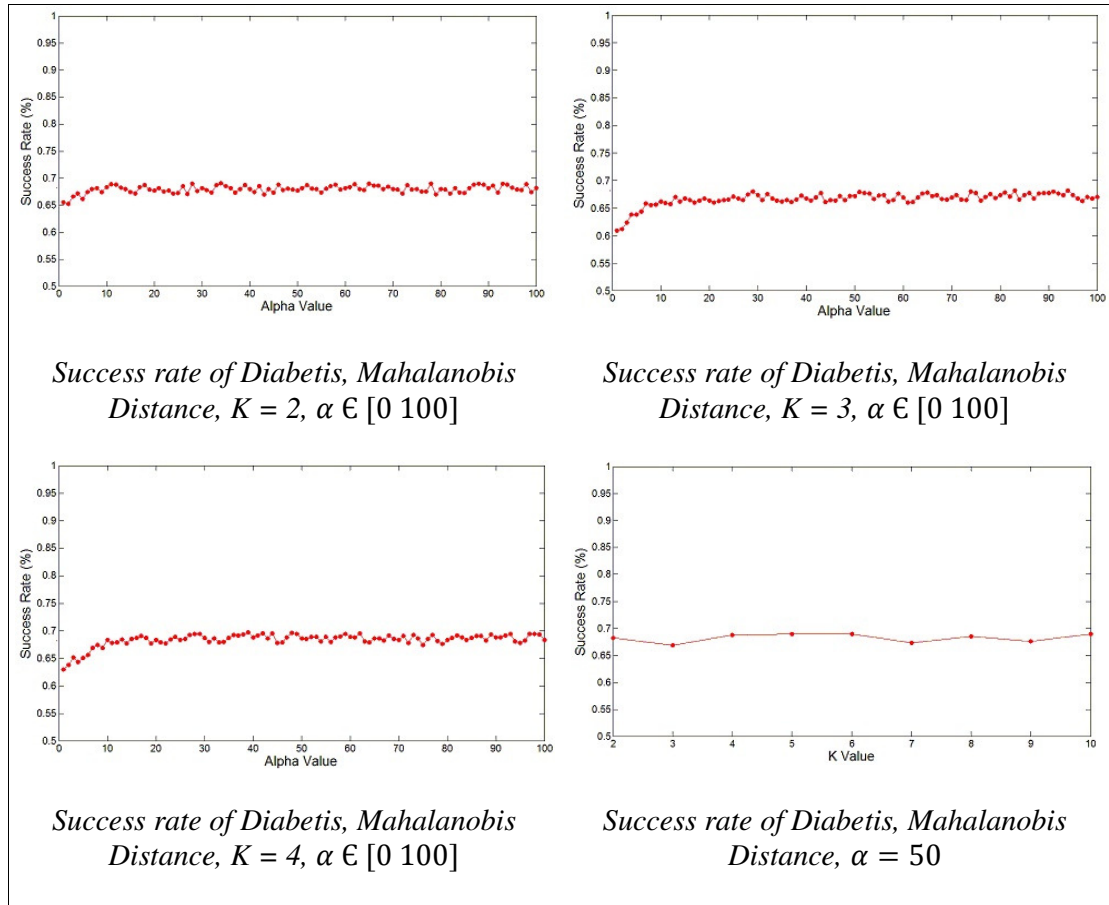 1
0.95
0.9
0.85
0.8
0.75
0.7
0.65
0.6
0.55
0.5
Success Rate (%)
0 10 20 30 40 50 60 70 80 90 100
Alpha Value
Success rate of Diabetis, Mahalanobis
Distance, K = 2, α Є [0 100]
1
0.95
0.9
0.85
0.8
0.75
0.7
0.65
0.6
0.55
0.5
Success Rate (%)
0 10 20 30 40 50 60 70 80 90 100
Alpha Value
Success rate of Diabetis, Mahalanobis
Distance, K = 3, α Є [0 100]
1
0.95
0.9
0.85
0.8
0.75
0.7
0.65
0.6
0.55
0.5
Success Rate (%)
0 10 20 30 40 50 60 70 80 90 100
Alpha Value
Success rate of Diabetis, Mahalanobis
Distance, K = 4, α Є [0 100]
1
0.95
0.9
0.85
0.8
0.75
0.7
0.65
0.6
0.55
0.5
Success Rate (%)
2 3 4 5 6 7 8 9 10
K Value
Success rate of Diabetis, Mahalanobis
Distance, α = 50